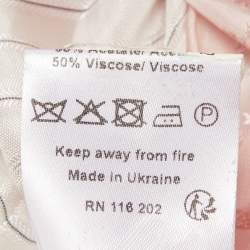 50% Viscose/ Viscose
P
Keep away from fire
Made in Ukraine
RN 116 202